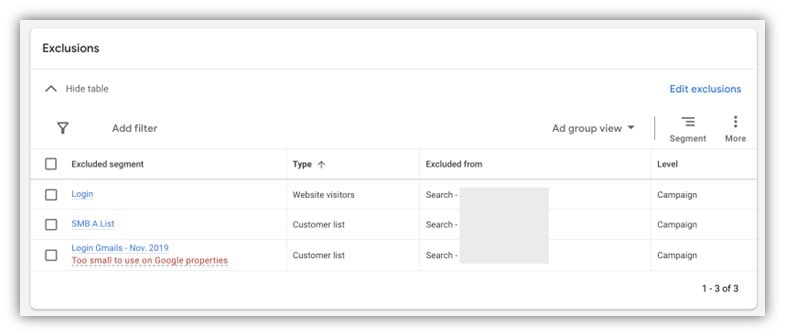 Exclusions
Hide table
Edit exclusions
Add filter
Ad group view
Segment
More
Excluded segment Type Excluded from Level
Login Website visitors Search - Campaign
SMB A List Customer list Search - Campaign
Login Gmails - Nov. 2019
Too small to use on Google properties
Customer list Search - Campaign
1 - 3 of 3